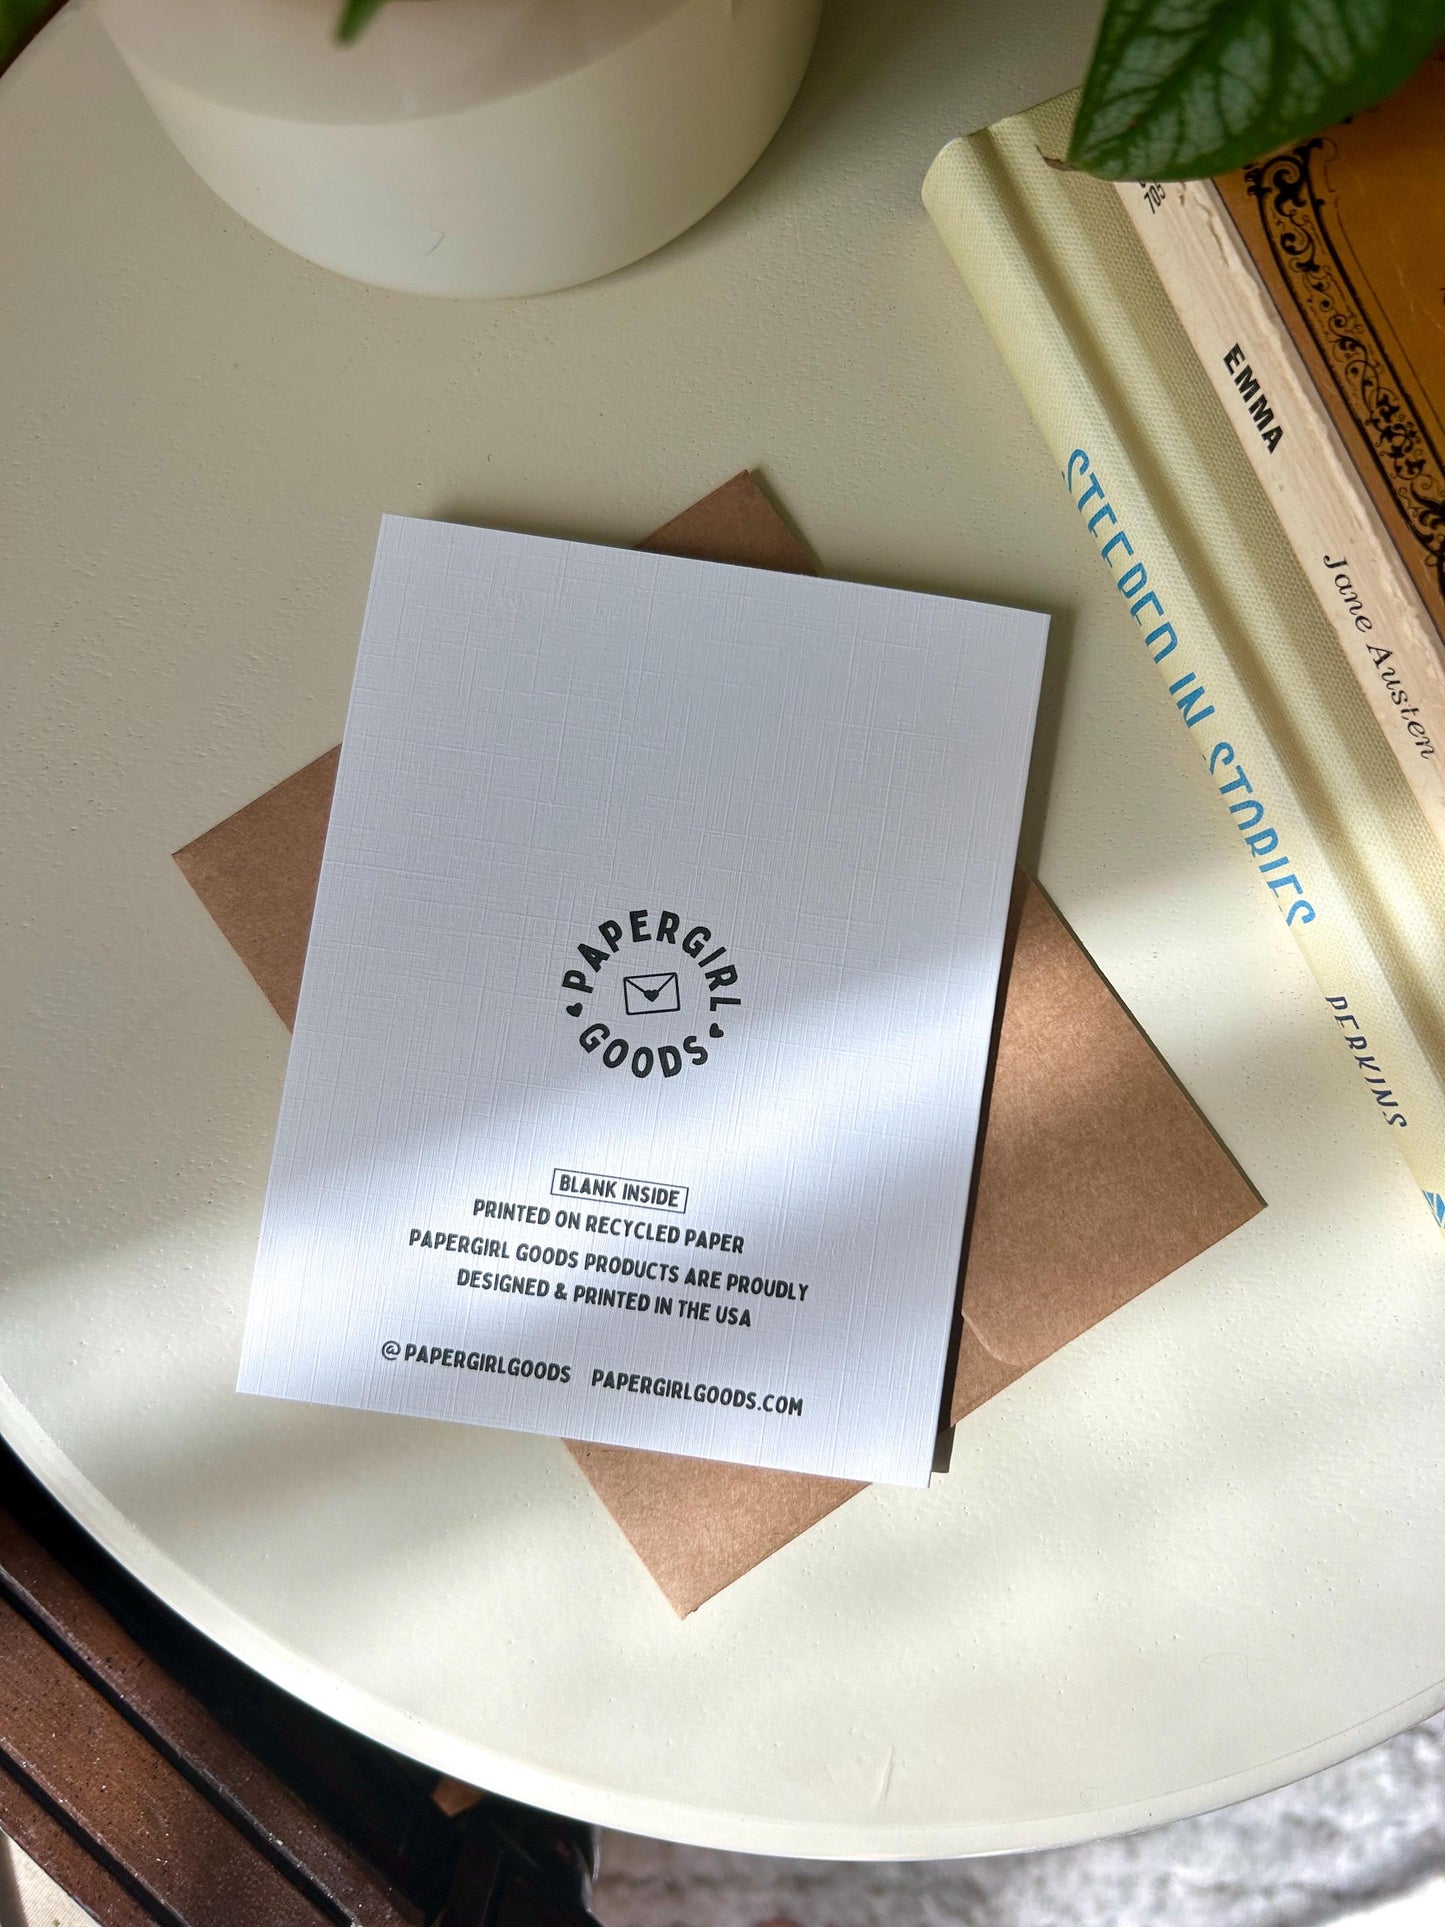 PAPERGIRL
GOODS
BLANK INSIDE
PRINTED ON RECYCLED PAPER
PAPERGIRL GOODS PRODUCTS ARE PROUDLY
DESIGNED & PRINTED IN THE USA
@PAPERGIRLGOODS PAPERGIRLGOODS.COM
STEEPED IN STORIES
PERKINS
705
EMMA
Jane Austen